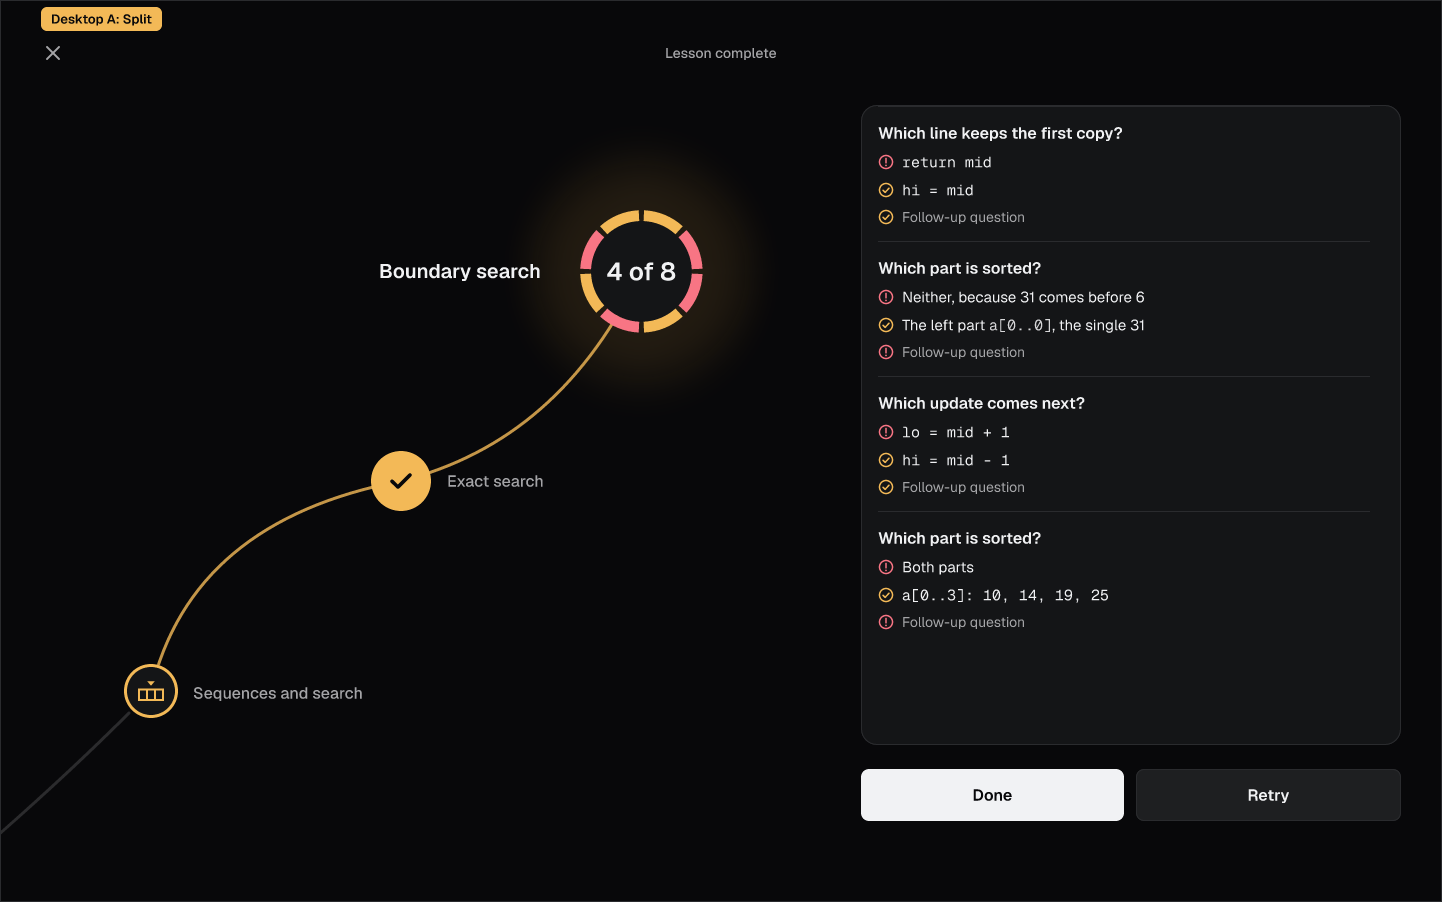 Desktop A: Split
Lesson complete
Boundary search
4 of 8
Exact search
Sequences and search
Which line keeps the first copy?
return mid
hi = mid
Follow-up question
Which part is sorted?
Neither, because 31 comes before 6
The left part a[0..0], the single 31
Follow-up question
Which update comes next?
lo = mid + 1
hi = mid - 1
Follow-up question
Which part is sorted?
Both parts
a[0..3]: 10, 14, 19, 25
Follow-up question
Done
Retry